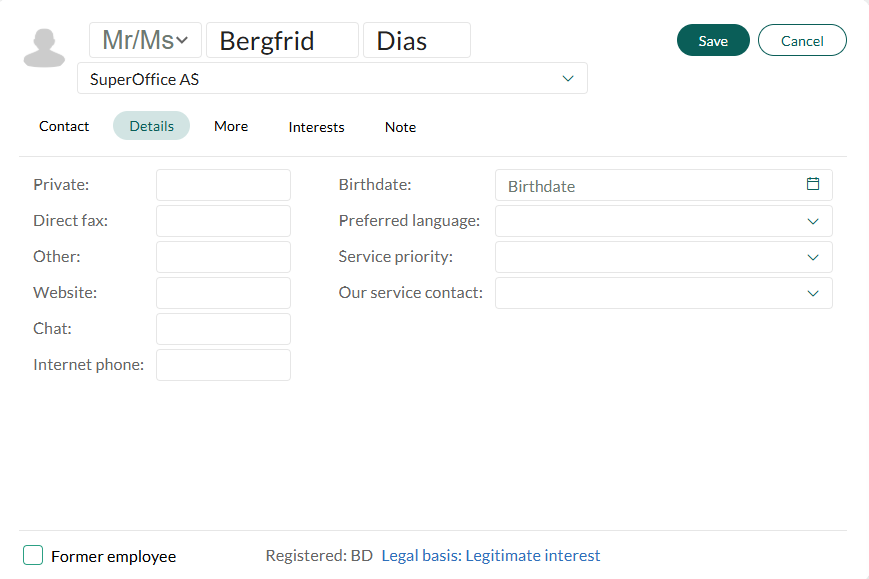 Mr/Ms Bergfrid Dias Save Cancel
SuperOffice AS
Contact Details More Interests Note
Private: Birthdate: Birthdate
Direct fax: Preferred language:
Other: Service priority:
Website: Our service contact:
Chat:
Internet phone:
Former employee Registered: BD Legal basis: Legitimate interest